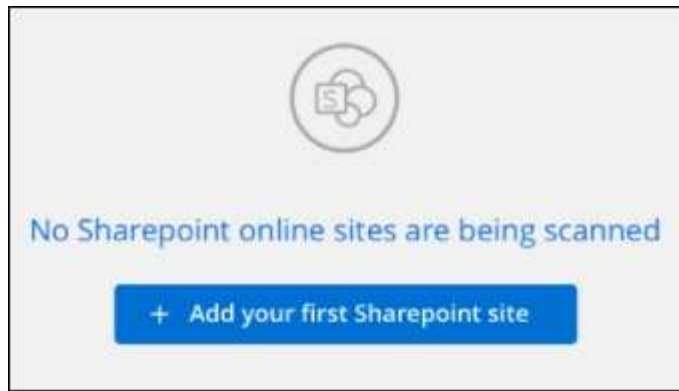 S
No Sharepoint online sites are being scanned
+ Add your first Sharepoint site